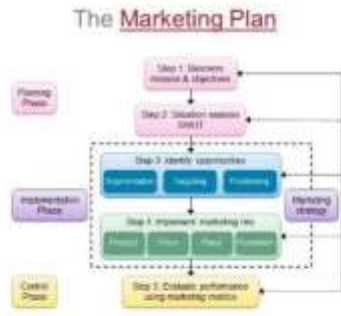 The Marketing Plan
Step 1: Business
mission & objectives
Planning
Phase
Step 2: Situation analysis
SWOT
Step 3: Identify opportunities
Segmentation Targeting Positioning
Implementation
Phase
Marketing
strategy
Step 4: Implement marketing mix
Product Price Place Promotion
Control
Phase
Step 5: Evaluate performance
using marketing metrics